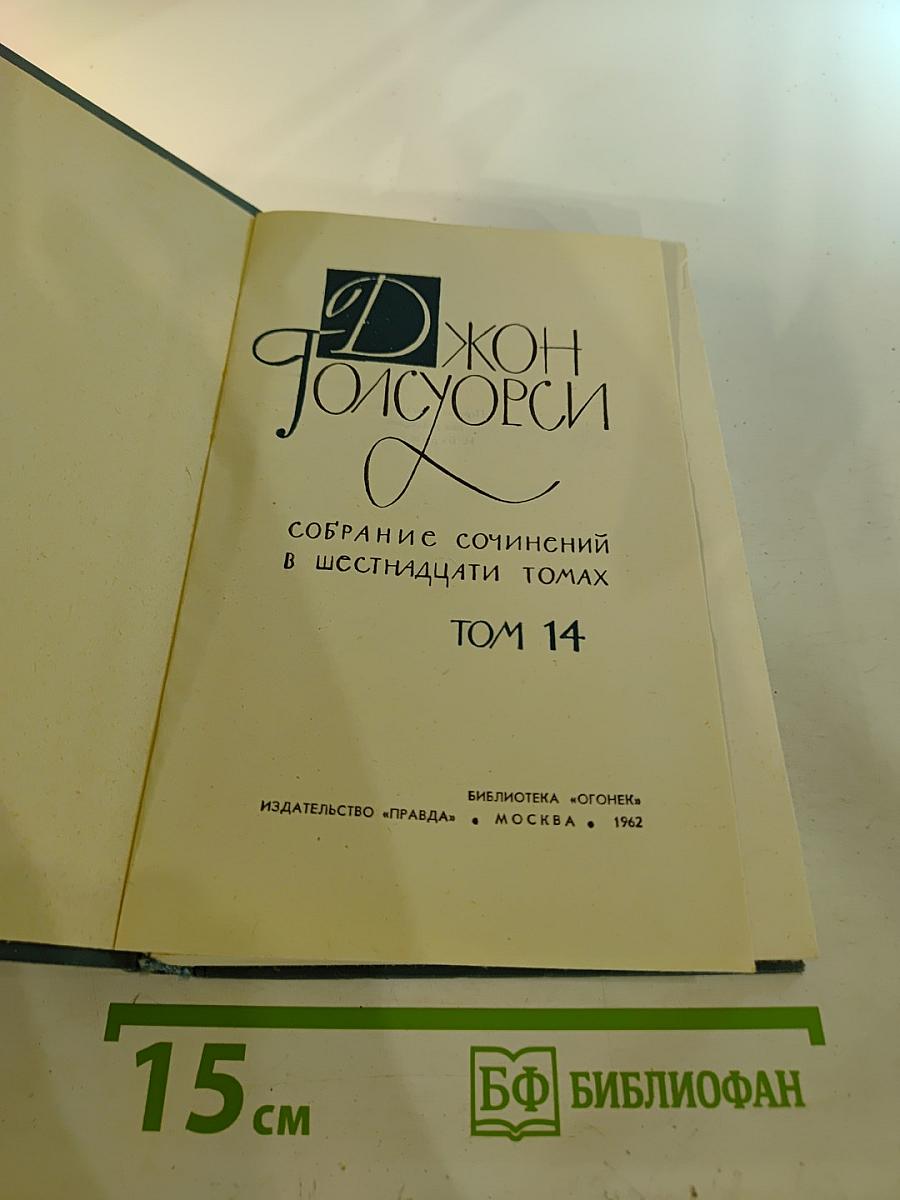 ДЖОН
ГОЛСУОРСИ
СОБРАНИЕ СОЧИНЕНИЙ
В ШЕСТНАДЦАТИ ТОМАХ
ТОМ 14
БИБЛИОТЕКА «ОГОНЕК»
ИЗДАТЕЛЬСТВО «ПРАВДА» • МОСКВА • 1962
15 см
БФ БИБЛИОФАН